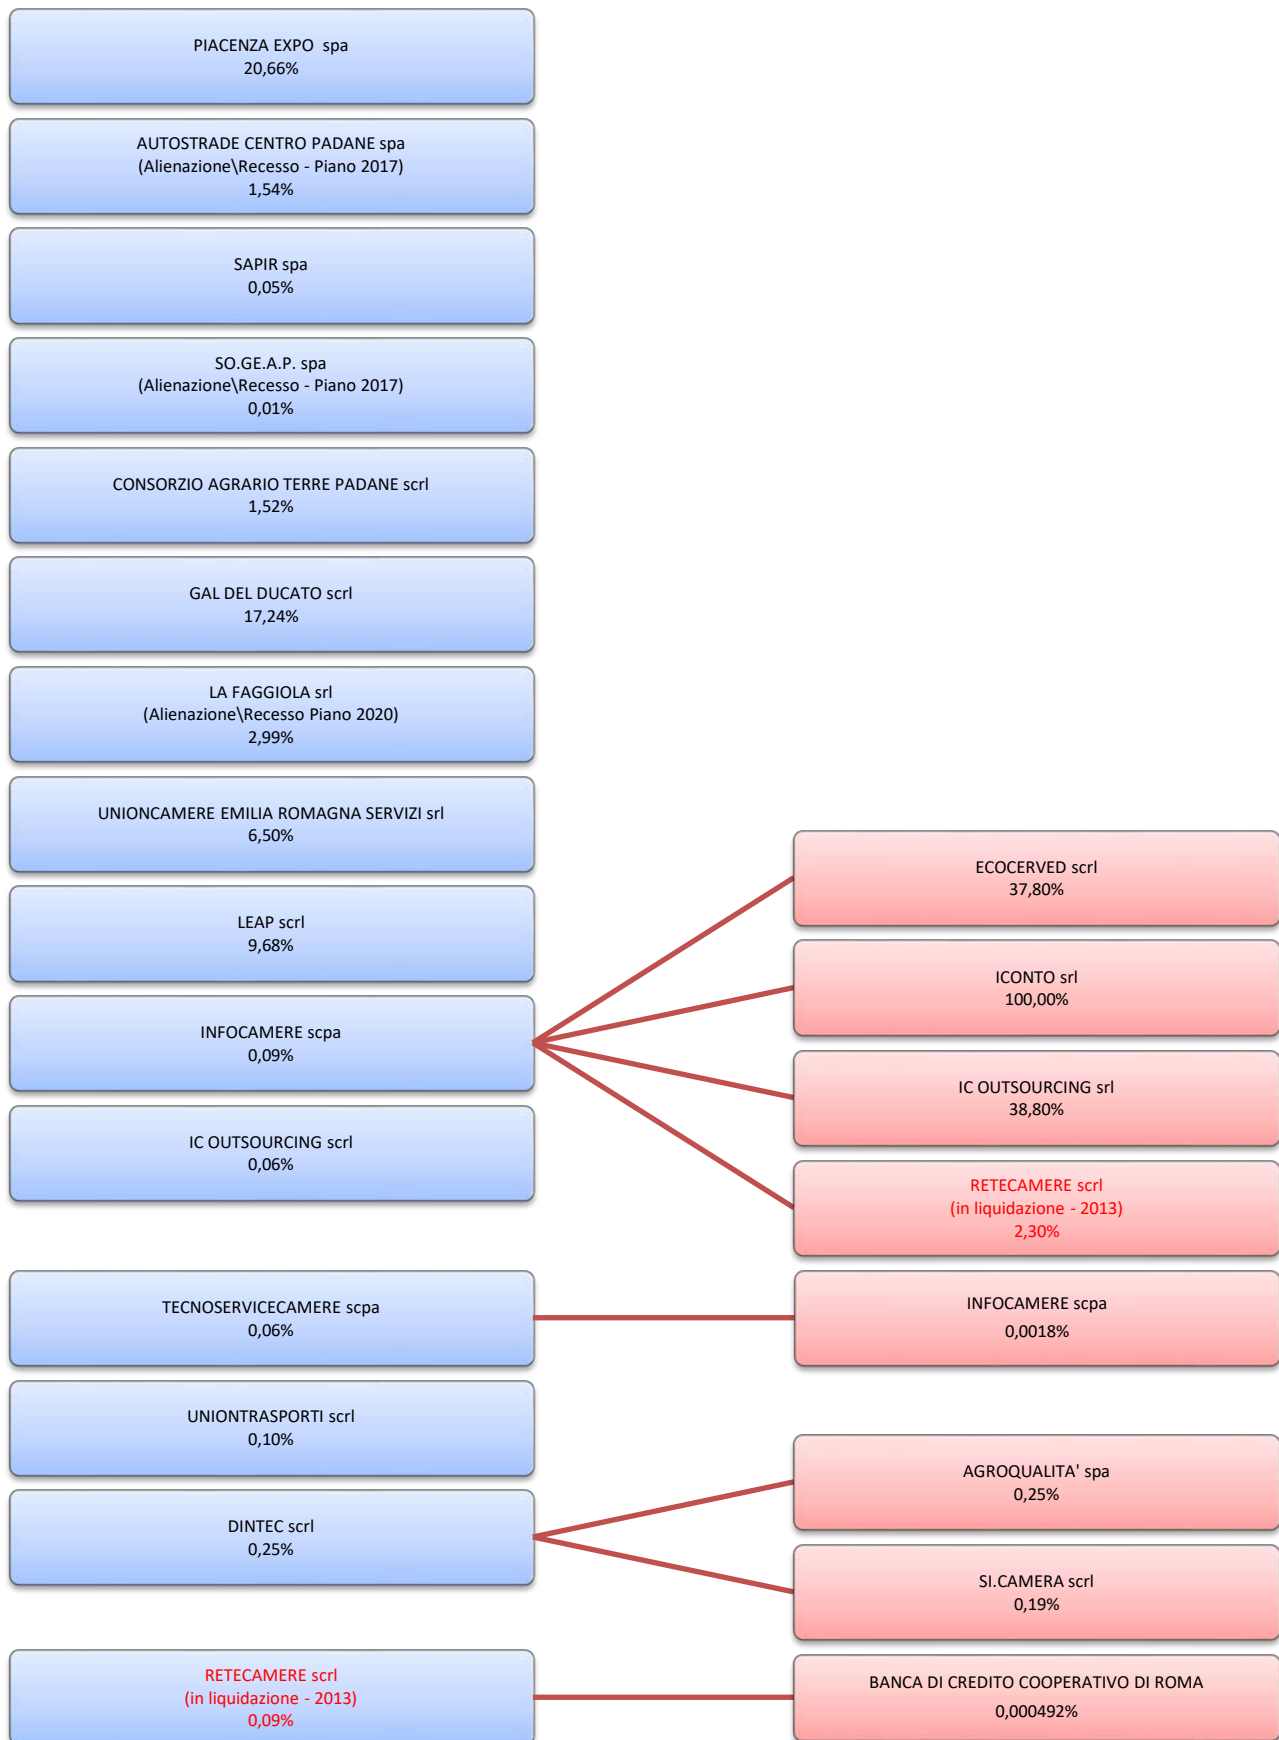 PIACENZA EXPO  spa
20,66%
AUTOSTRADE CENTRO PADANE spa
(Alienazione\Recesso - Piano 2017)
1,54%
SAPIR spa
0,05%
SO.GE.A.P. spa
(Alienazione\Recesso - Piano 2017)
0,01%
CONSORZIO AGRARIO TERRE PADANE scrl
1,52%
GAL DEL DUCATO scrl
17,24%
LA FAGGIOLA srl
(Alienazione\Recesso Piano 2020)
2,99%
UNIONCAMERE EMILIA ROMAGNA SERVIZI srl
6,50%
LEAP scrl
9,68%
INFOCAMERE scpa
0,09%
IC OUTSOURCING scrl
0,06%
ECOCERVED scrl
37,80%
ICONTO srl
100,00%
IC OUTSOURCING srl
38,80%
RETECAMERE scrl
(in liquidazione - 2013)
2,30%
TECNOSERVICECAMERE scpa
0,06%
INFOCAMERE scpa
0,0018%
UNIONTRASPORTI scrl
0,10%
DINTEC scrl
0,25%
AGROQUALITA' spa
0,25%
SI.CAMERA scrl
0,19%
RETECAMERE scrl
(in liquidazione - 2013)
0,09%
BANCA DI CREDITO COOPERATIVO DI ROMA
0,000492%